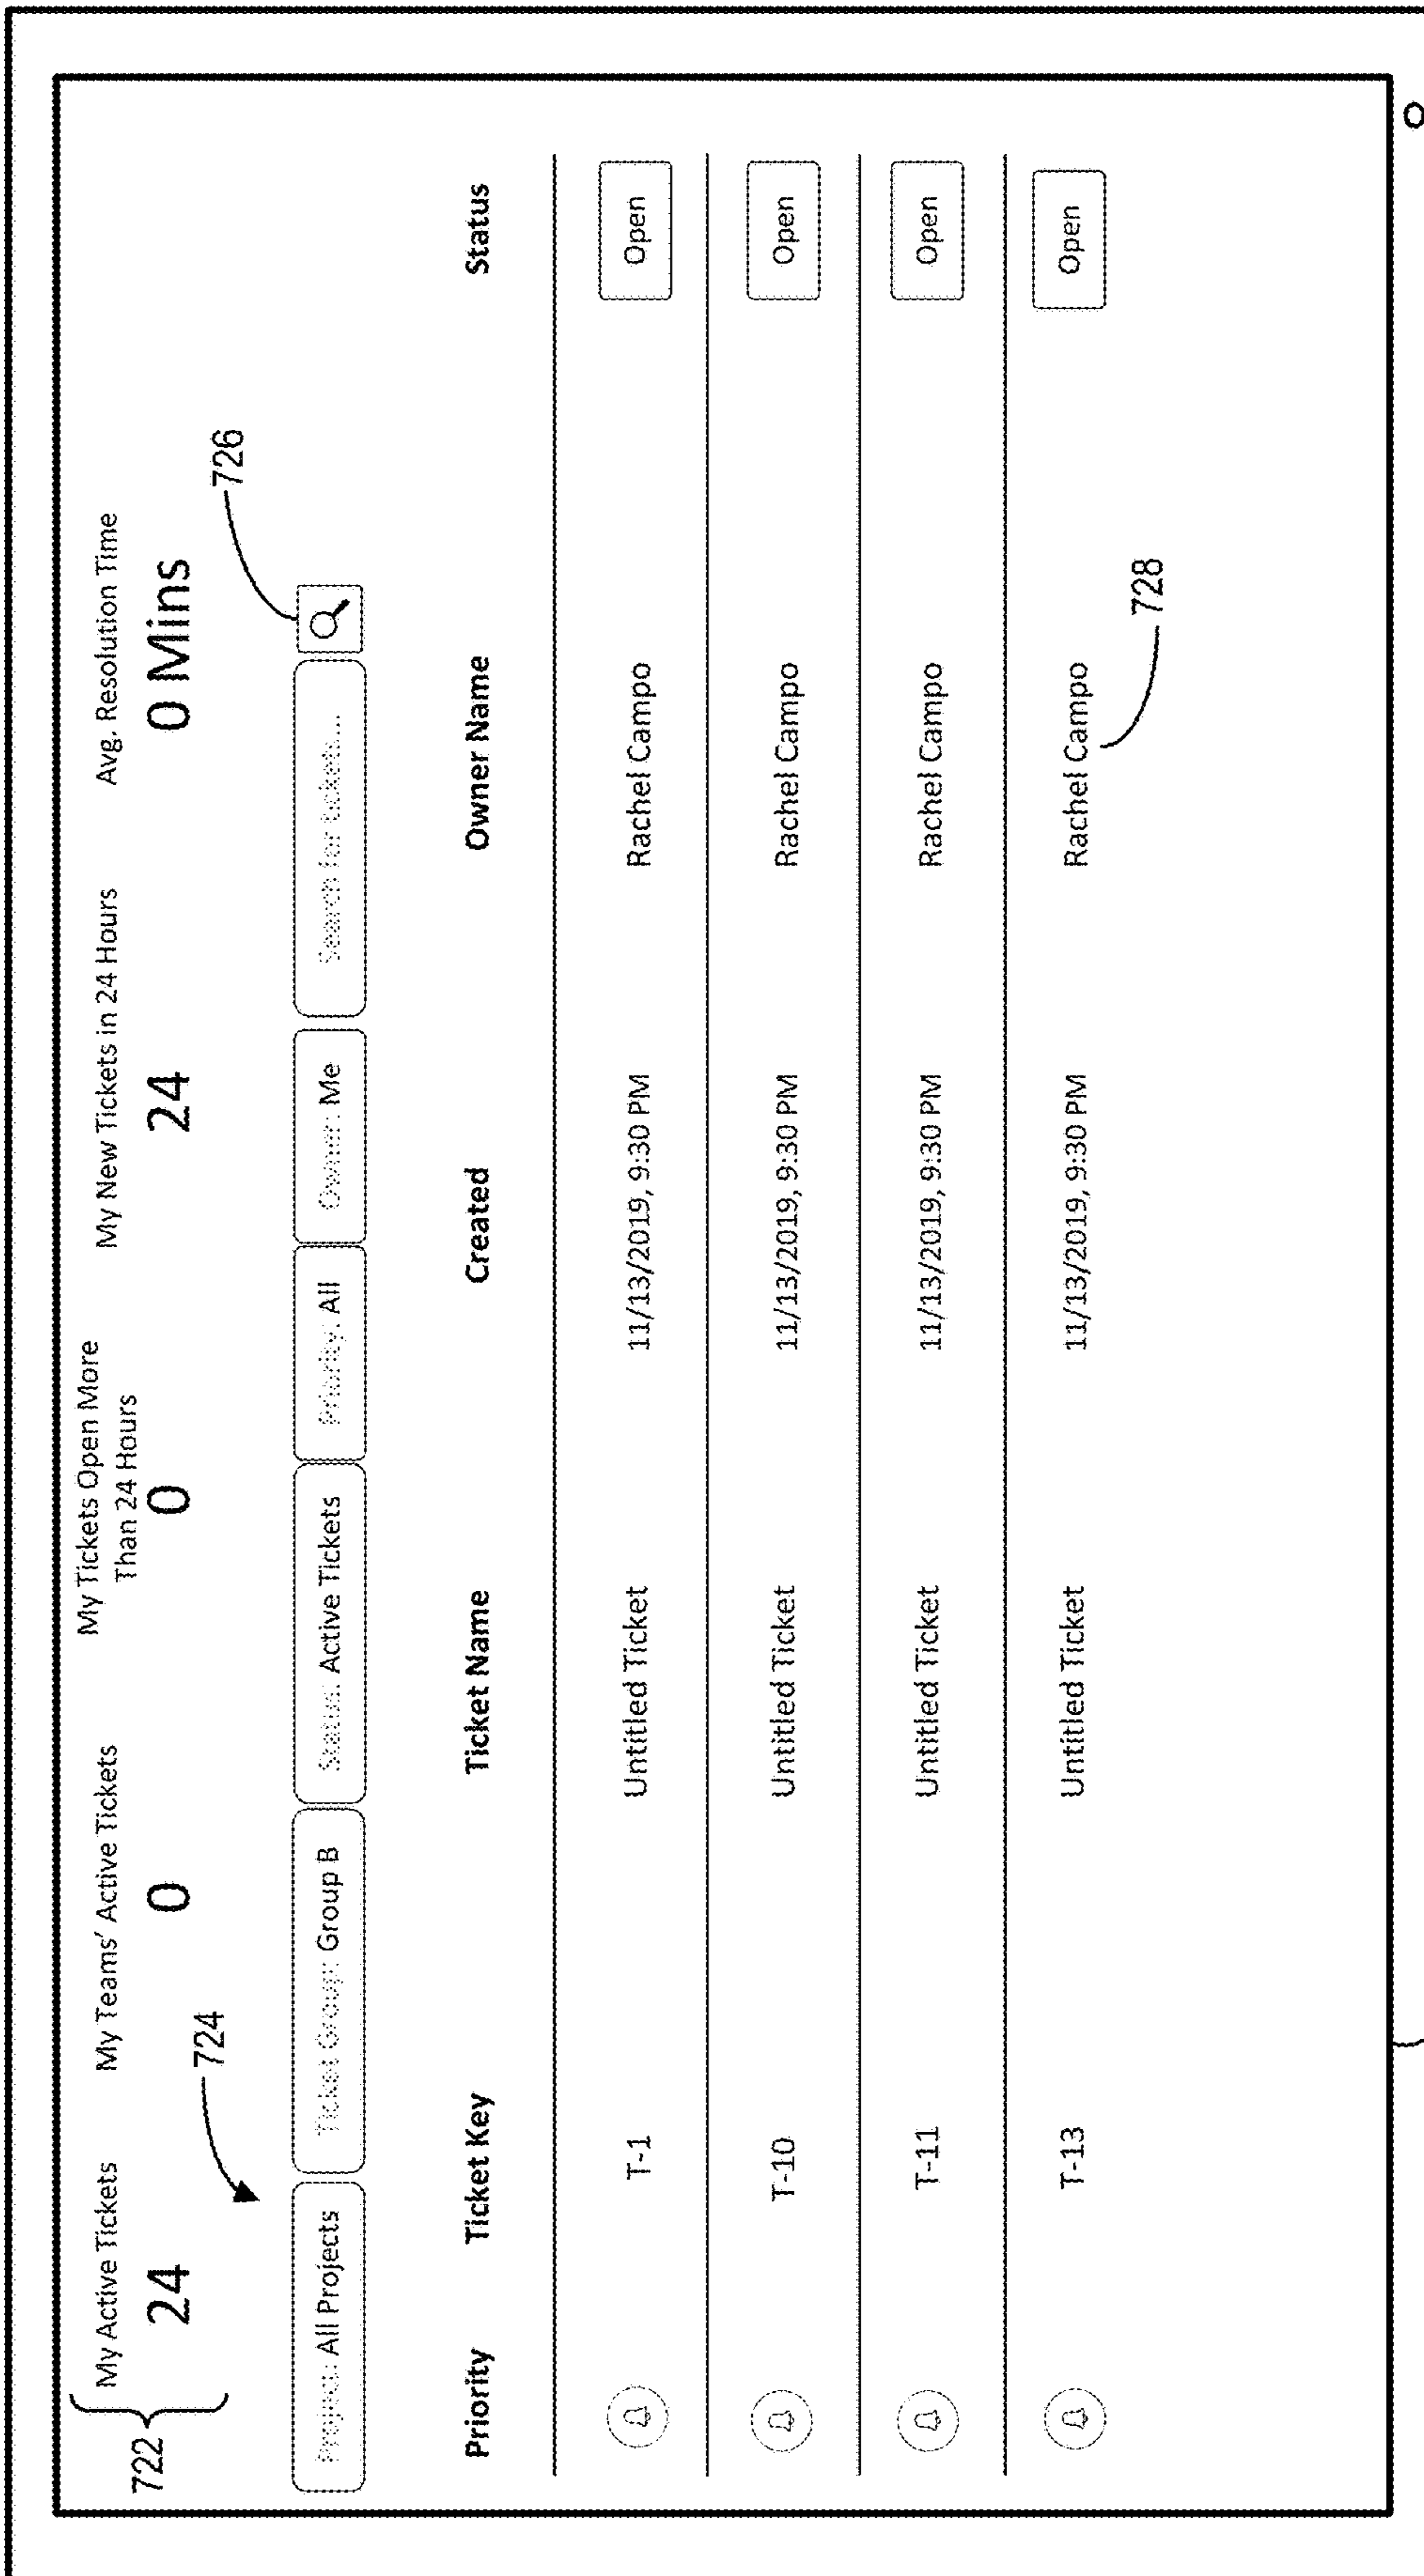 My Active Tickets
24
My Teams' Active Tickets
0
My Tickets Open More
Than 24 Hours
0
My New Tickets in 24 Hours
24
Avg. Resolution Time
0 Mins
722
724
726
Project: All Projects
Ticket Group: Group B
Status: Active Tickets
Priority: All
Owner: Me
Search for tickets...
Priority Ticket Key Ticket Name Created Owner Name Status
T-1 Untitled Ticket 11/13/2019, 9:30 PM Rachel Campo Open
T-10 Untitled Ticket 11/13/2019, 9:30 PM Rachel Campo Open
T-11 Untitled Ticket 11/13/2019, 9:30 PM Rachel Campo Open
T-13 Untitled Ticket 11/13/2019, 9:30 PM Rachel Campo Open
728